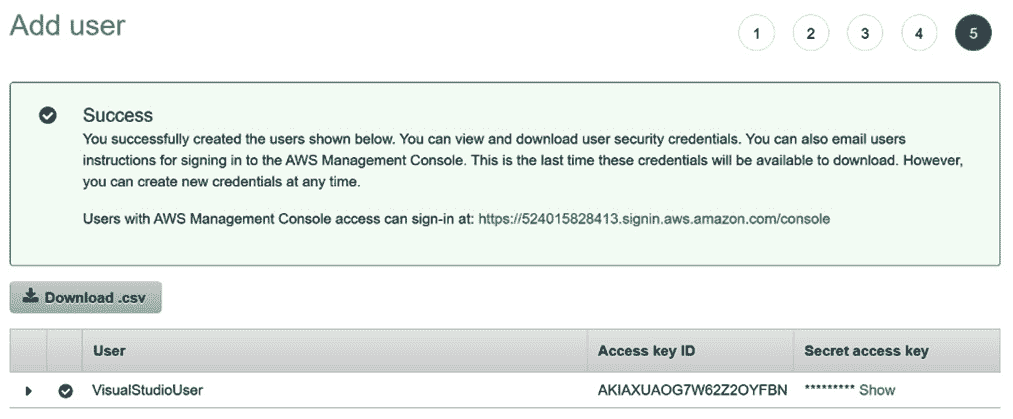 Add user
1 2 3 4 5
Success
You successfully created the users shown below. You can view and download user security credentials. You can also email users
instructions for signing in to the AWS Management Console. This is the last time these credentials will be available to download. However,
you can create new credentials at any time.
Users with AWS Management Console access can sign-in at: https://524015828413.signin.aws.amazon.com/console
Download .csv
User Access key ID Secret access key
VisualStudioUser AKIAXUAOG7W62Z2OYFBN ********* Show